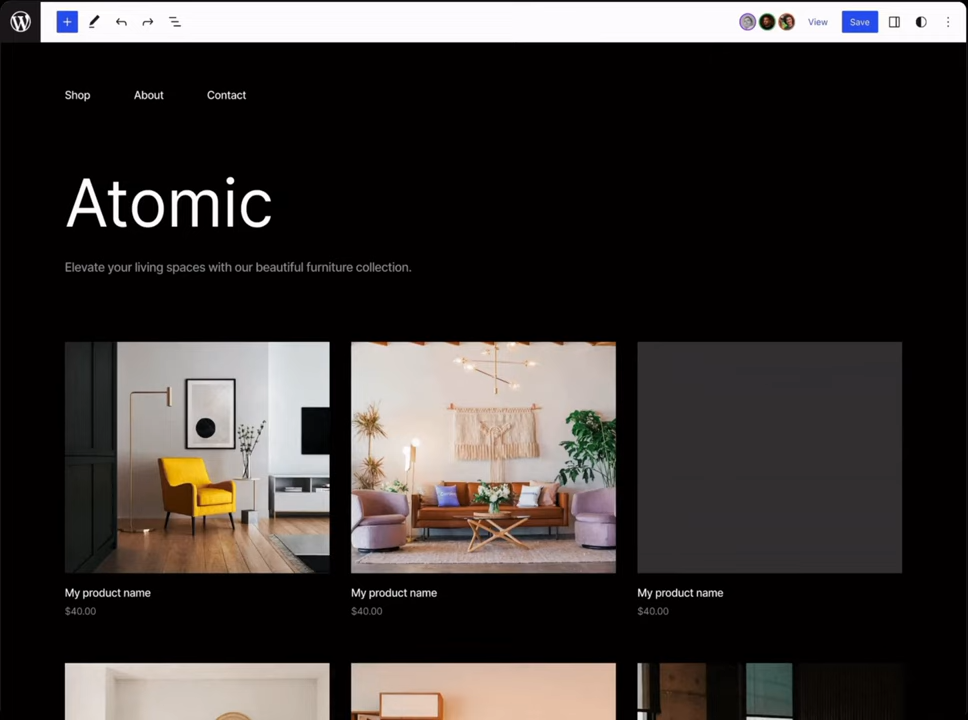 View
Save
Shop
About
Contact
Atomic
Elevate your living spaces with our beautiful furniture collection.
My product name
$40.00
My product name
$40.00
My product name
$40.00